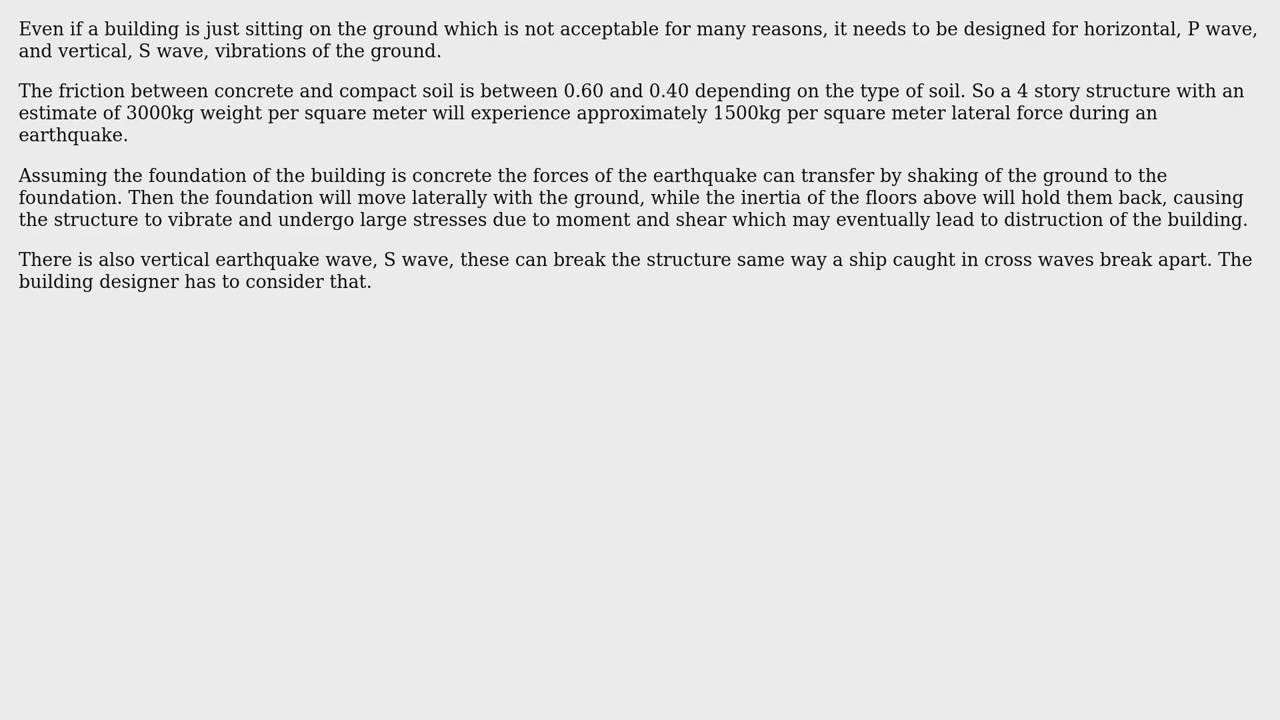 Even if a building is just sitting on the ground which is not acceptable for many reasons, it needs to be designed for horizontal, P wave,
and vertical, S wave, vibrations of the ground.
The friction between concrete and compact soil is between 0.60 and 0.40 depending on the type of soil. So a 4 story structure with an
estimate of 3000kg weight per square meter will experience approximately 1500kg per square meter lateral force during an
earthquake.
Assuming the foundation of the building is concrete the forces of the earthquake can transfer by shaking of the ground to the
foundation. Then the foundation will move laterally with the ground, while the inertia of the floors above will hold them back, causing
the structure to vibrate and undergo large stresses due to moment and shear which may eventually lead to distruction of the building.
There is also vertical earthquake wave, S wave, these can break the structure same way a ship caught in cross waves break apart. The
building designer has to consider that.